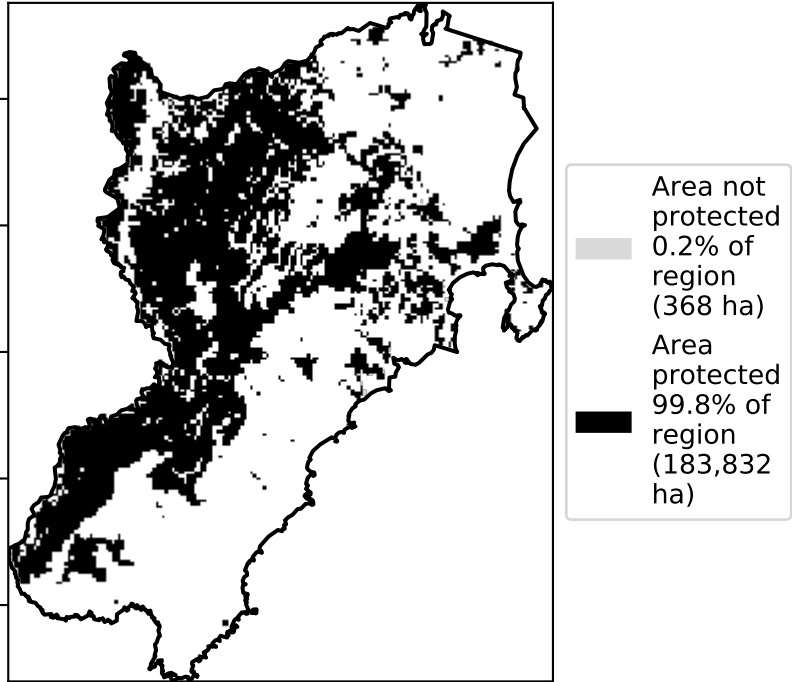 Area not
protected
0.2% of
region
(368 ha)
Area
protected
99.8% of
region
(183,832
ha)